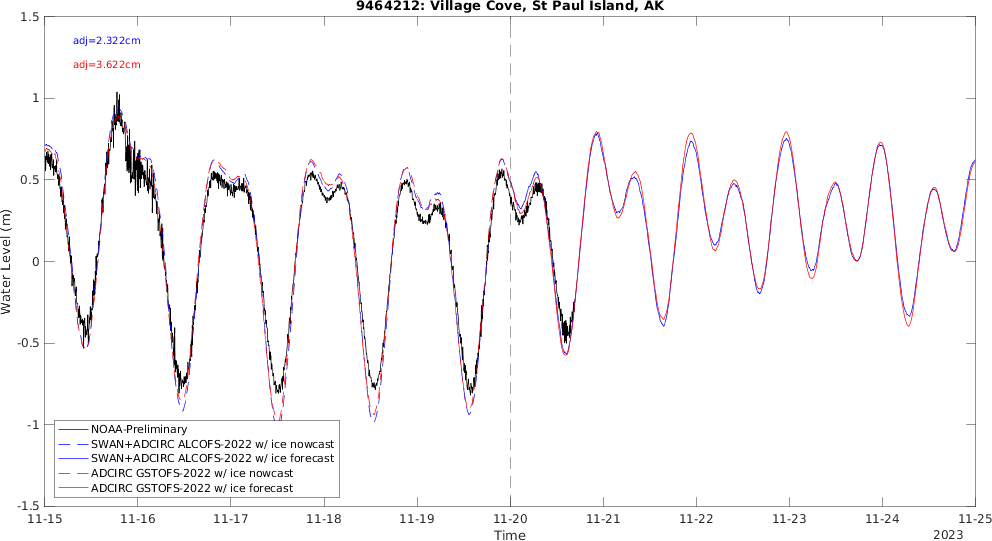 9464212: Village Cove, St Paul Island, AK
adj=2.322cm
adj=3.622cm
Water Level (m)
1.5
1
0.5
0
-0.5
-1
-1.5
NOAA-Preliminary
SWAN+ADCIRC ALCOFS-2022 w/ ice nowcast
SWAN+ADCIRC ALCOFS-2022 w/ ice forecast
ADCIRC GSTOFS-2022 w/ ice nowcast
ADCIRC GSTOFS-2022 w/ ice forecast
11-15 11-16 11-17 11-18 11-19 11-20 11-21 11-22 11-23 11-24 11-25
Time
2023